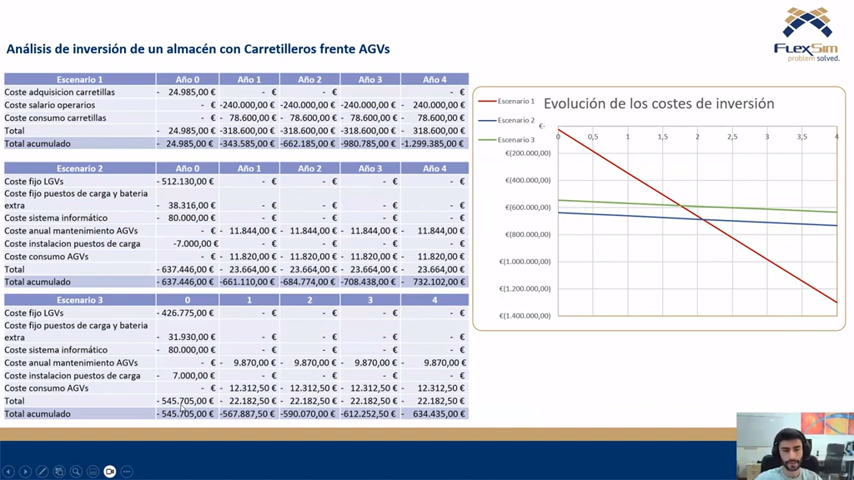 FLEXSIM
problem solved.
Análisis de inversión de un almacén con Carretilleros frente AGVs
Escenario 1 Año 0 Año 1 Año 2 Año 3 Año 4
Coste adquisicion carretillas - 24.985,00 € - € - € - € - €
Coste salario operarios - € -240.000,00 € -240.000,00 € -240.000,00 € - 240.000,00 €
Coste consumo carretillas - € - 78.600,00 € - 78.600,00 € - 78.600,00 € - 78.600,00 €
Total - 24.985,00 € -318.600,00 € -318.600,00 € -318.600,00 € - 318.600,00 €
Total acumulado - 24.985,00 € -343.585,00 € -662.185,00 € -980.785,00 € -1.299.385,00 €
Escenario 2 Año 0 Año 1 Año 2 Año 3 Año 4
Coste fijo LGVs - 512.130,00 € - € - € - € - €
Coste fijo puestos de carga y bateria
extra - 38.316,00 € - € - € - € - €
Coste sistema informático - 80.000,00 € - € - € - € - €
Coste anual mantenimiento AGVs - € - 11.844,00 € - 11.844,00 € - 11.844,00 € - 11.844,00 €
Coste instalacion puestos de carga -7.000,00 € - € - € - € - €
Coste consumo AGVs - € - 11.820,00 € - 11.820,00 € - 11.820,00 € - 11.820,00 €
Total - 637.446,00 € - 23.664,00 € - 23.664,00 € - 23.664,00 € - 23.664,00 €
Total acumulado - 637.446,00 € -661.110,00 € -684.774,00 € -708.438,00 € - 732.102,00 €
Escenario 3 0 1 2 3 4
Coste fijo LGVs - 426.775,00 € - € - € - € - €
Coste fijo puestos de carga y bateria
extra - 31.930,00 € - € - € - € - €
Coste sistema informático - 80.000,00 € - € - € - € - €
Coste anual mantenimiento AGVs - € - 9.870,00 € - 9.870,00 € - 9.870,00 € - 9.870,00 €
Coste instalacion puestos de carga - 7.000,00 € - € - € - € - €
Coste consumo AGVs - € - 12.312,50 € - 12.312,50 € - 12.312,50 € - 12.312,50 €
Total - 545.705,00 € - 22.182,50 € - 22.182,50 € - 22.182,50 € - 22.182,50 €
Total acumulado - 545.705,00 € -567.887,50 € -590.070,00 € -612.252,50 € - 634.435,00 €
Evolución de los costes de inversión
Escenario 1
Escenario 2
Escenario 3
€-
0 0,5 1 1,5 2 2,5 3 3,5 4
€(200.000,00)
€(400.000,00)
€(600.000,00)
€(800.000,00)
€(1.000.000,00)
€(1.200.000,00)
€(1.400.000,00)